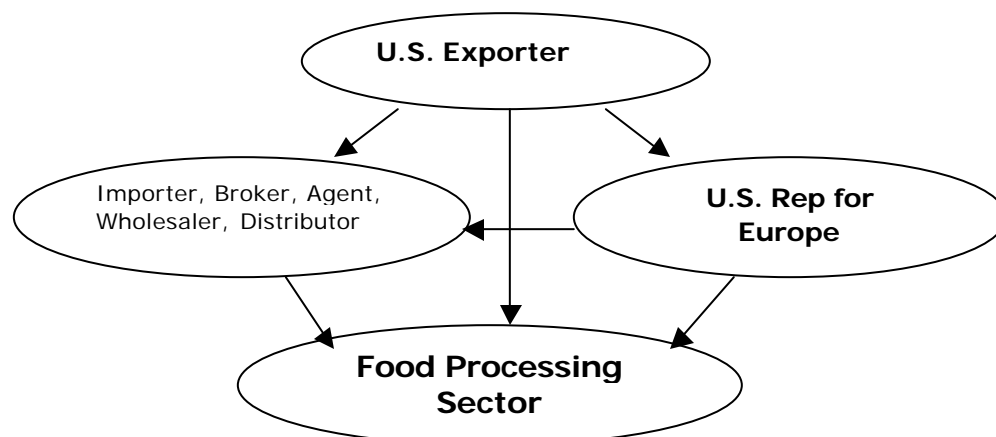 U.S. Exporter
Importer, Broker, Agent,
Wholesaler, Distributor
U.S. Rep for
Europe
Food Processing
Sector